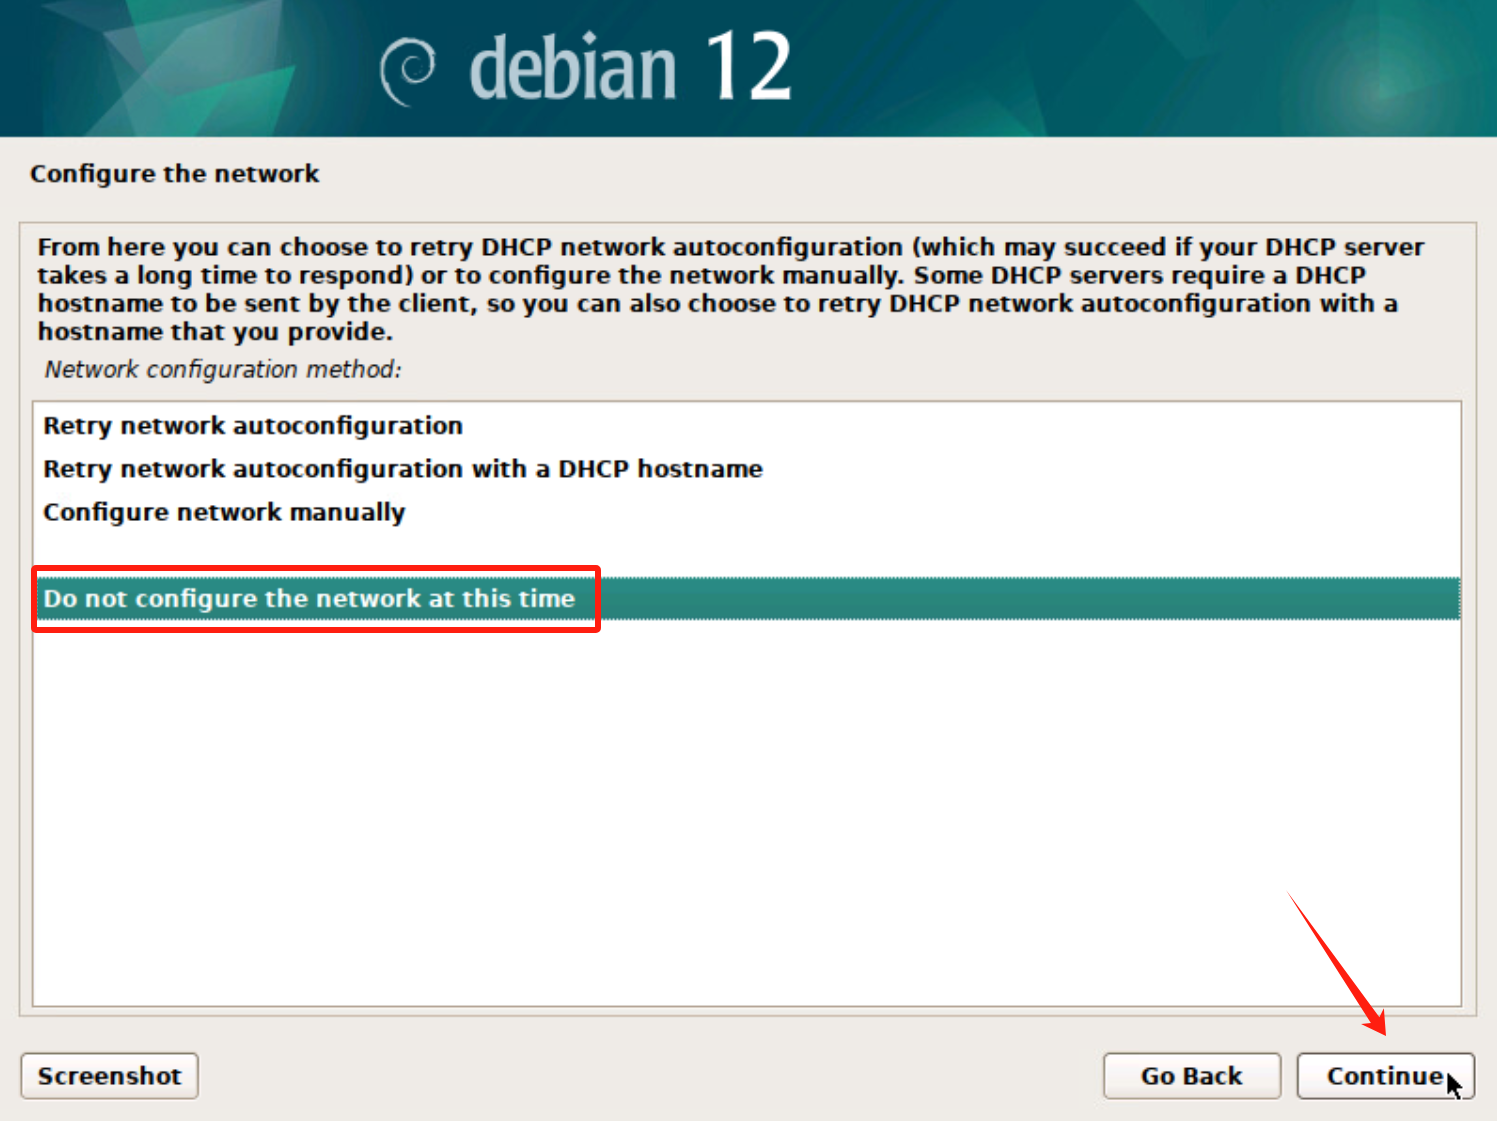 debian 12
Configure the network
From here you can choose to retry DHCP network autoconfiguration (which may succeed if your DHCP server
takes a long time to respond) or to configure the network manually. Some DHCP servers require a DHCP
hostname to be sent by the client, so you can also choose to retry DHCP network autoconfiguration with a
hostname that you provide.
Network configuration method:
Retry network autoconfiguration
Retry network autoconfiguration with a DHCP hostname
Configure network manually
Do not configure the network at this time
Screenshot
Go Back
Continue